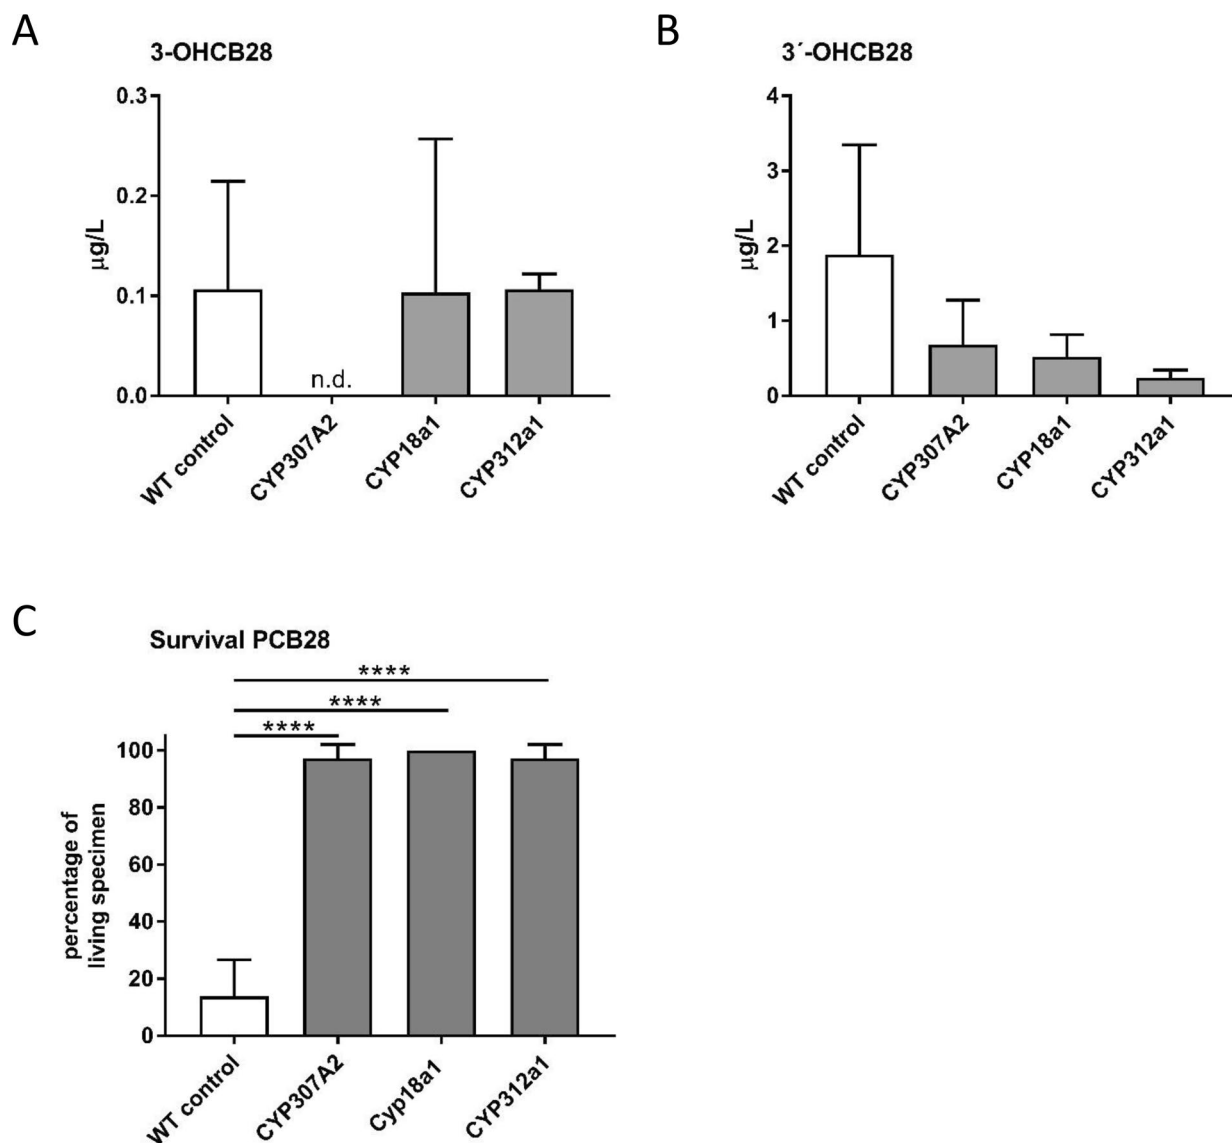 A
3-OHCB28
µg/L
0.3
0.2
0.1
0.0
n.d.
WT control
CYP307A2
CYP18a1
CYP312a1
B
3´-OHCB28
µg/L
4
3
2
1
0
WT control
CYP307A2
CYP18a1
CYP312a1
C
Survival PCB28
****
****
****
percentage of
living specimen
100
80
60
40
20
0
WT control
CYP307A2
Cyp18a1
CYP312a1